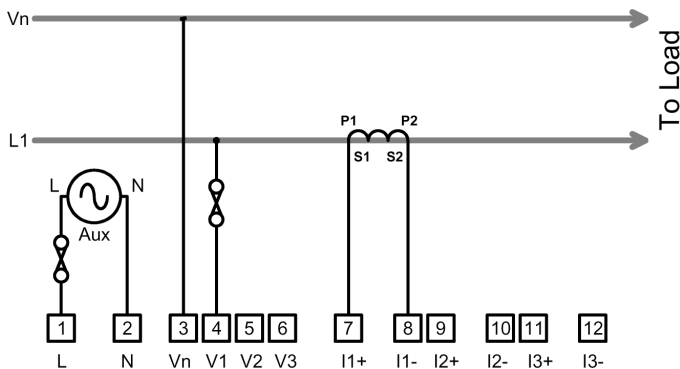 Vn
To Load
P1 P2
L1
S1 S2
L N
Aux
1 2 3 4 5 6 7 8 9 10 11 12
L N Vn V1 V2 V3 I1+ I1- I2+ I2- I3+ I3-